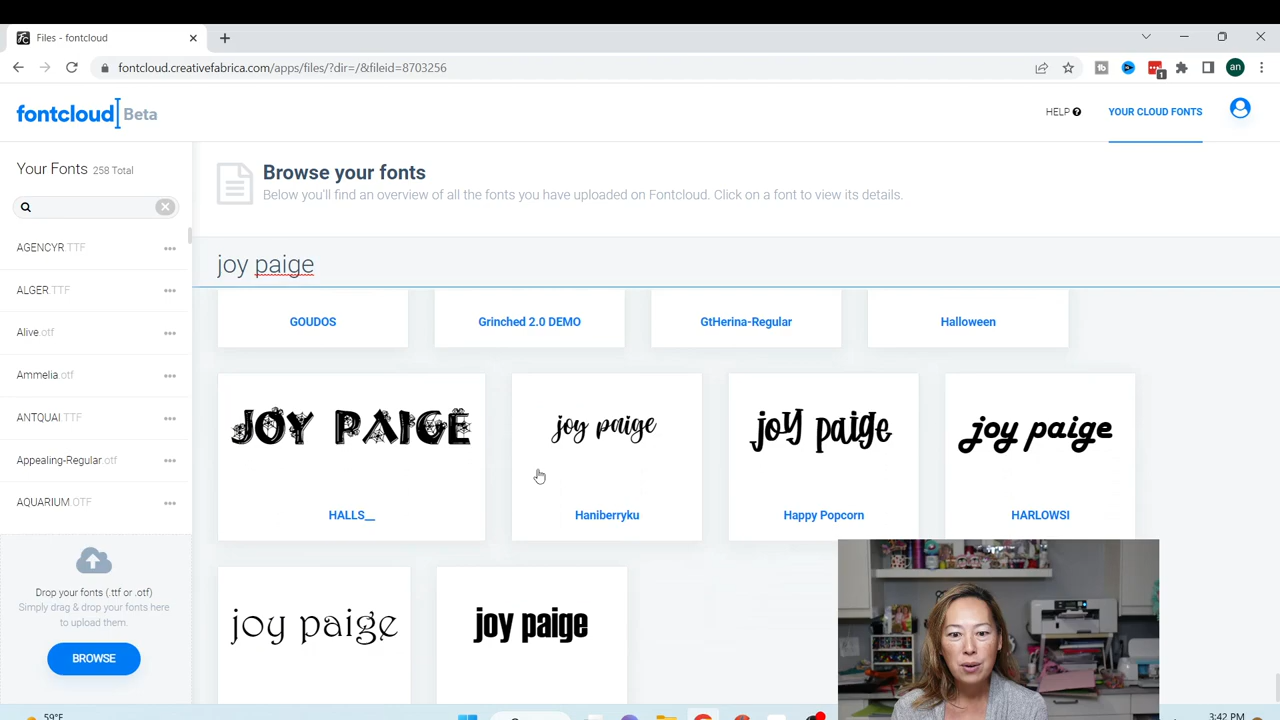 Files - fontcloud
fontcloud.creativefabrica.com/apps/files/?dir=/&fileid=8703256
an
1
fontcloud Beta
HELP
YOUR CLOUD FONTS
Your Fonts 258 Total
Browse your fonts
Below you'll find an overview of all the fonts you have uploaded on Fontcloud. Click on a font to view its details.
joy paige
AGENCYR.TTF
ALGER.TTF
Alive.otf
Ammelia.otf
ANTQUAI.TTF
Appealing-Regular.otf
AQUARIUM.OTF
GOUDOS
Grinched 2.0 DEMO
GtHerina-Regular
Halloween
JOY PAIGE
joy paige
joy paige
joy paige
HALLS__
Haniberryku
Happy Popcorn
HARLOWSI
joy paige
joy paige
Drop your fonts (.ttf or .otf)
Simply drag & drop your fonts here
to upload them.
BROWSE
59°F
3:42 PM